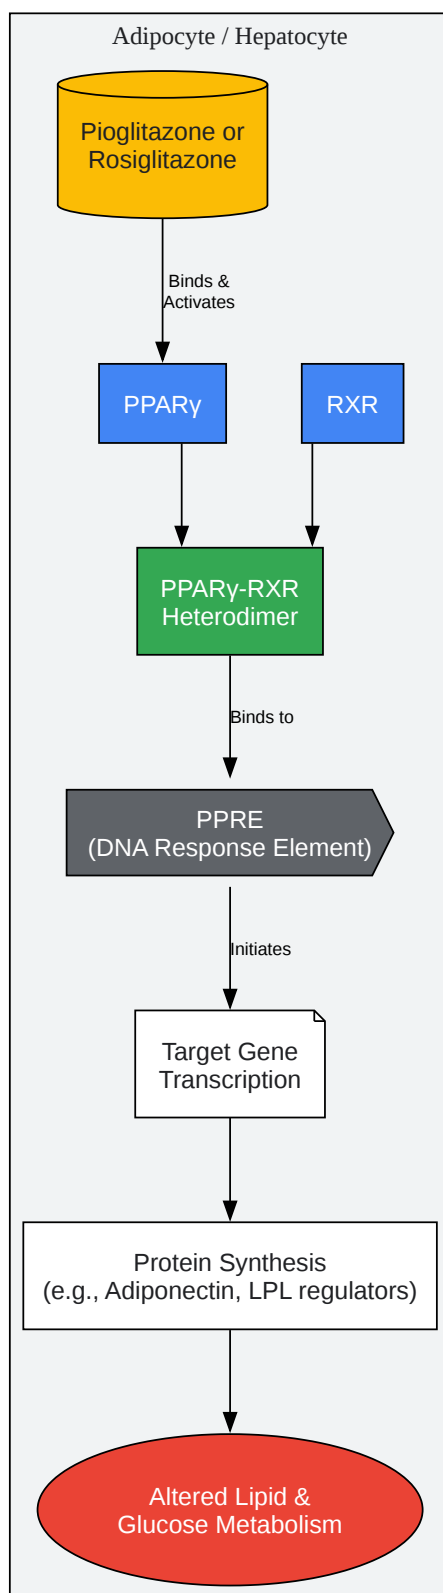 Adipocyte / Hepatocyte
Pioglitazone or
Rosiglitazone
Binds &
Activates
PPARγ
RXR
PPARγ-RXR
Heterodimer
Binds to
PPRE
(DNA Response Element)
Initiates
Target Gene
Transcription
Protein Synthesis
(e.g., Adiponectin, LPL regulators)
Altered Lipid &
Glucose Metabolism